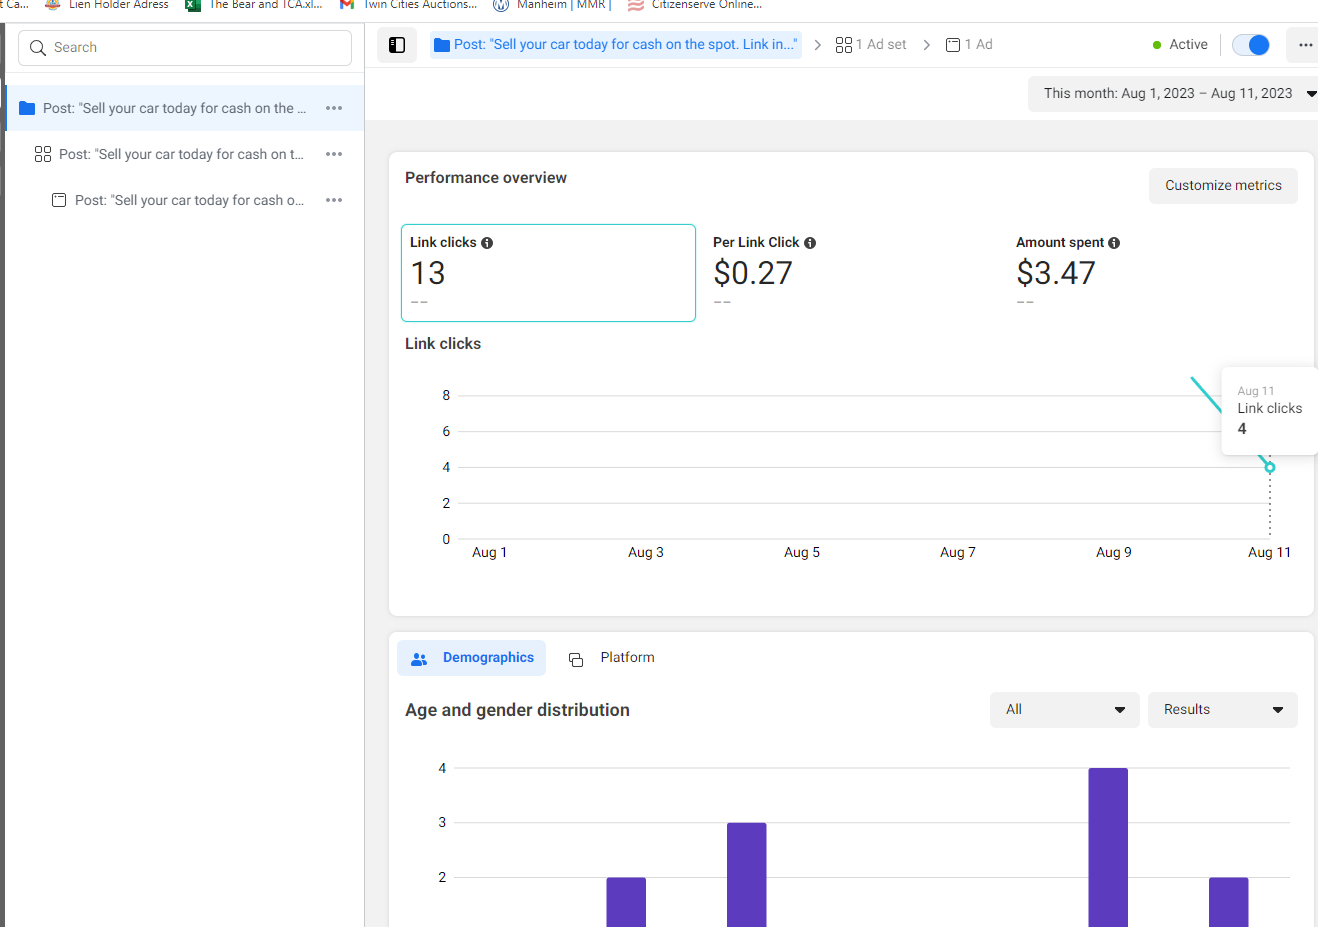 t Ca... Lien Holder Adress The Bear and TCA.xl... Twin Cities Auctions... Manheim | MMR | Citizenserve Online...
Search
Post: "Sell your car today for cash on the ...
Post: "Sell your car today for cash on t...
Post: "Sell your car today for cash o...
Post: "Sell your car today for cash on the spot. Link in..." 1 Ad set 1 Ad Active
This month: Aug 1, 2023 – Aug 11, 2023
Performance overview
Customize metrics
Link clicks Per Link Click Amount spent
13 $0.27 $3.47
-- -- --
Link clicks
8
6
4
2
0
Aug 1 Aug 3 Aug 5 Aug 7 Aug 9 Aug 11
Aug 11
Link clicks
4
Demographics Platform
Age and gender distribution
All Results
4
3
2